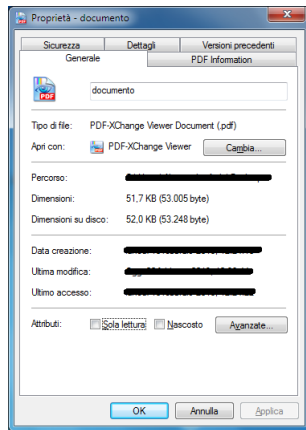 Proprietà - documento
Sicurezza Dettagli Versioni precedenti
Generale PDF Information
PDF
documento
Tipo di file: PDF-XChange Viewer Document (.pdf)
Apri con: PDF-XChange Viewer Cambia...
Percorso:
Dimensioni: 51,7 KB (53.005 byte)
Dimensioni su disco: 52,0 KB (53.248 byte)
Data creazione:
Ultima modifica:
Ultimo accesso:
Attributi: Sola lettura Nascosto Avanzate...
OK Annulla Applica